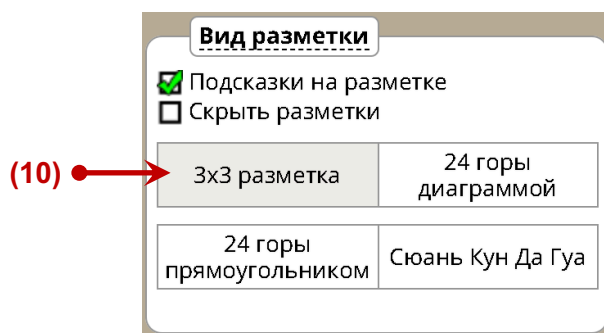 Вид разметки
Подсказки на разметке
Скрыть разметки
(10)
3х3 разметка
24 горы
диаграммой
24 горы
прямоугольником
Сюань Кун Да Гуа